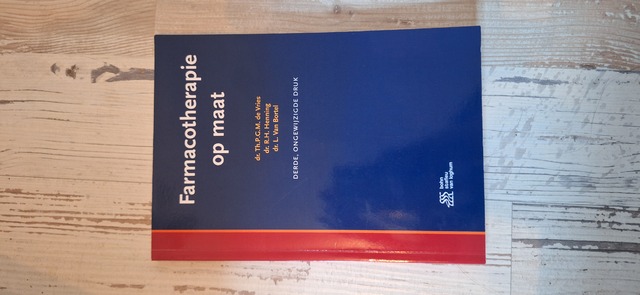 Farmacotherapie
op maat
dr. Th.P.G.M. de Vries
dr. R.H. Henning
dr. L. Van Bortel
DERDE, ONGEWIJZIGDE DRUK
bohn
stafleu
van loghum